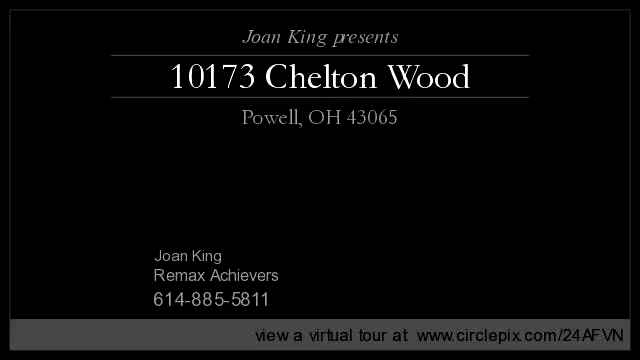 Joan King presents
10173 Chelton Wood
Powell, OH 43065
Joan King
Remax Achievers
614-885-5811
view a virtual tour at www.circlepix.com/24AFVN